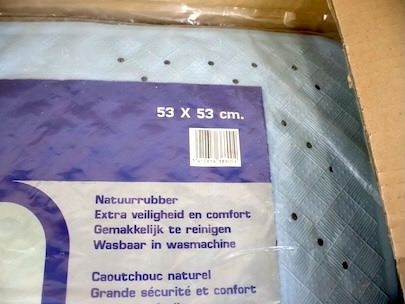 53 X 53 cm.
Natuurrubber
Extra veiligheid en comfort
Gemakkelijk te reinigen
Wasbaar in wasmachine
Caoutchouc naturel
Grande sécurité et confort